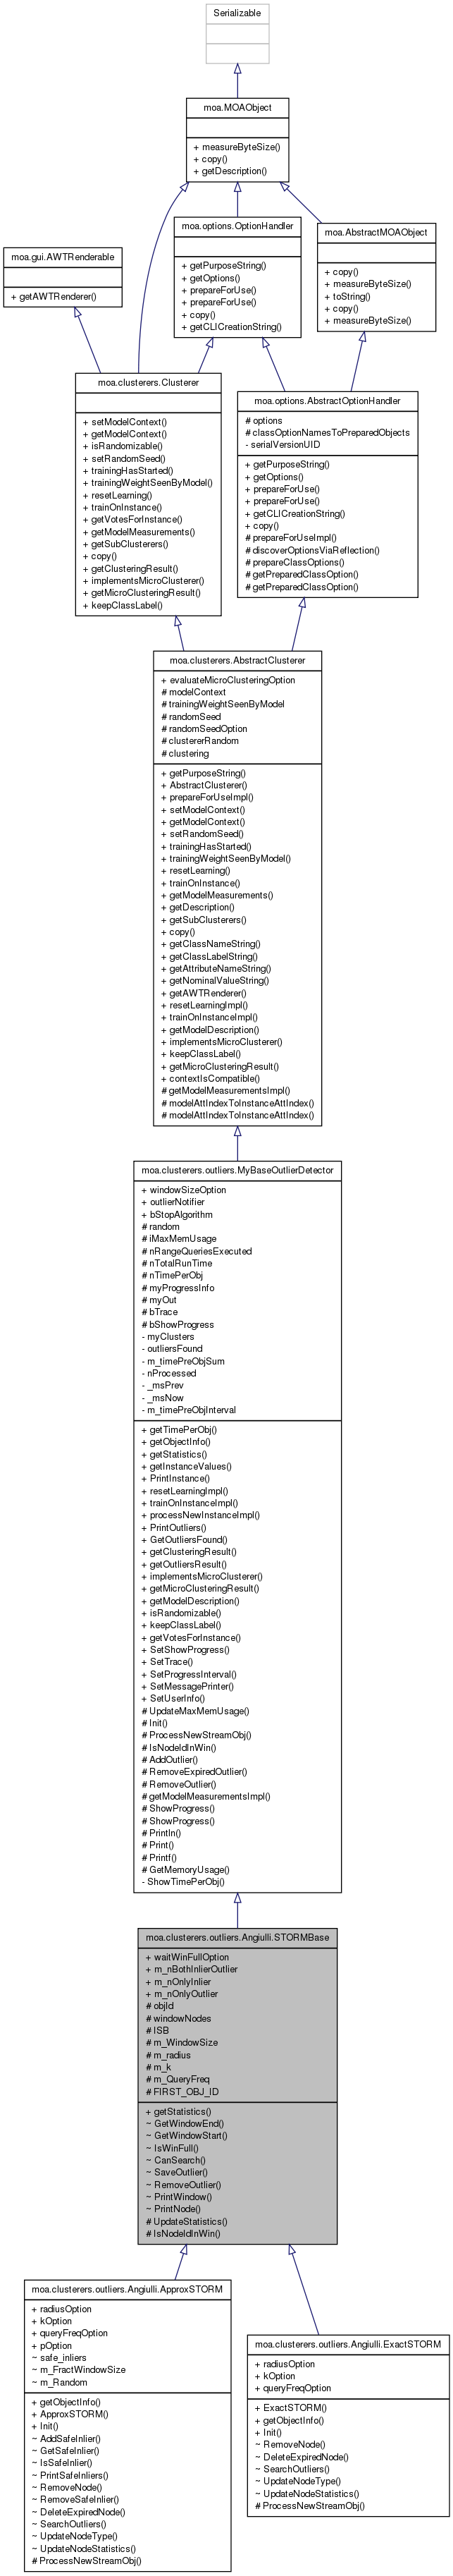 Serializable
moa.MOAObject
+ measureByteSize()
+ copy()
+ getDescription()
moa.options.OptionHandler
+ getPurposeString()
+ getOptions()
+ prepareForUse()
+ prepareForUse()
+ copy()
+ getCLICreationString()
moa.AbstractMOAObject
+ copy()
+ measureByteSize()
+ toString()
+ copy()
+ measureByteSize()
moa.gui.AWTRenderable
+ getAWTRenderer()
moa.clusterers.Clusterer
+ setModelContext()
+ getModelContext()
+ isRandomizable()
+ setRandomSeed()
+ trainingHasStarted()
+ trainingWeightSeenByModel()
+ resetLearning()
+ trainOnInstance()
+ getVotesForInstance()
+ getModelMeasurements()
+ getSubClusterers()
+ copy()
+ getClusteringResult()
+ implementsMicroClusterer()
+ getMicroClusteringResult()
+ keepClassLabel()
moa.options.AbstractOptionHandler
# options
# classOptionNamesToPreparedObjects
- serialVersionUID
+ getPurposeString()
+ getOptions()
+ prepareForUse()
+ prepareForUse()
+ getCLICreationString()
+ copy()
# prepareForUseImpl()
# discoverOptionsViaReflection()
# prepareClassOptions()
# getPreparedClassOption()
# getPreparedClassOption()
moa.clusterers.AbstractClusterer
+ evaluateMicroClusteringOption
# modelContext
# trainingWeightSeenByModel
# randomSeed
# randomSeedOption
# clustererRandom
# clustering
+ getPurposeString()
+ AbstractClusterer()
+ prepareForUseImpl()
+ setModelContext()
+ getModelContext()
+ setRandomSeed()
+ trainingHasStarted()
+ trainingWeightSeenByModel()
+ resetLearning()
+ trainOnInstance()
+ getModelMeasurements()
+ getDescription()
+ getSubClusterers()
+ copy()
+ getClassNameString()
+ getClassLabelString()
+ getAttributeNameString()
+ getNominalValueString()
+ getAWTRenderer()
+ resetLearningImpl()
+ trainOnInstanceImpl()
+ getModelDescription()
+ implementsMicroClusterer()
+ keepClassLabel()
+ getMicroClusteringResult()
+ contextIsCompatible()
# getModelMeasurementsImpl()
# modelAttIndexToInstanceAttIndex()
# modelAttIndexToInstanceAttIndex()
moa.clusterers.outliers.MyBaseOutlierDetector
+ windowSizeOption
+ outlierNotifier
+ bStopAlgorithm
# random
# iMaxMemUsage
# nRangeQueriesExecuted
# nTotalRunTime
# nTimePerObj
# myProgressInfo
# myOut
# bTrace
# bShowProgress
- myClusters
- outliersFound
- m_timePreObjSum
- nProcessed
- _msPrev
- _msNow
- m_timePreObjInterval
+ getTimePerObj()
+ getObjectInfo()
+ getStatistics()
+ getInstanceValues()
+ PrintInstance()
+ resetLearningImpl()
+ trainOnInstanceImpl()
+ processNewInstanceImpl()
+ PrintOutliers()
+ GetOutliersFound()
+ getClusteringResult()
+ getOutliersResult()
+ implementsMicroClusterer()
+ getMicroClusteringResult()
+ getModelDescription()
+ isRandomizable()
+ keepClassLabel()
+ getVotesForInstance()
+ SetShowProgress()
+ SetTrace()
+ SetProgressInterval()
+ SetMessagePrinter()
+ SetUserInfo()
# UpdateMaxMemUsage()
# Init()
# ProcessNewStreamObj()
# IsNodeIdInWin()
# AddOutlier()
# RemoveExpiredOutlier()
# RemoveOutlier()
# getModelMeasurementsImpl()
# ShowProgress()
# ShowProgress()
# Println()
# Print()
# Printf()
# GetMemoryUsage()
- ShowTimePerObj()
moa.clusterers.outliers.Angiulli.STORMBase
+ waitWinFullOption
+ m_nBothInlierOutlier
+ m_nOnlyInlier
+ m_nOnlyOutlier
# objId
# windowNodes
# ISB
# m_WindowSize
# m_radius
# m_k
# m_QueryFreq
# FIRST_OBJ_ID
+ getStatistics()
~ GetWindowEnd()
~ GetWindowStart()
~ IsWinFull()
~ CanSearch()
~ SaveOutlier()
~ RemoveOutlier()
~ PrintWindow()
~ PrintNode()
# UpdateStatistics()
# IsNodeIdInWin()
moa.clusterers.outliers.Angiulli.ApproxSTORM
+ radiusOption
+ kOption
+ queryFreqOption
+ pOption
~ safe_inliers
~ m_FractWindowSize
~ m_Random
+ getObjectInfo()
+ ApproxSTORM()
+ Init()
~ AddSafeInlier()
~ GetSafeInlier()
~ IsSafeInlier()
~ PrintSafeInliers()
~ RemoveNode()
~ RemoveSafeInlier()
~ DeleteExpiredNode()
~ SearchOutliers()
~ UpdateNodeType()
~ UpdateNodeStatistics()
# ProcessNewStreamObj()
moa.clusterers.outliers.Angiulli.ExactSTORM
+ radiusOption
+ kOption
+ queryFreqOption
+ ExactSTORM()
+ getObjectInfo()
+ Init()
~ RemoveNode()
~ DeleteExpiredNode()
~ SearchOutliers()
~ UpdateNodeType()
~ UpdateNodeStatistics()
# ProcessNewStreamObj()